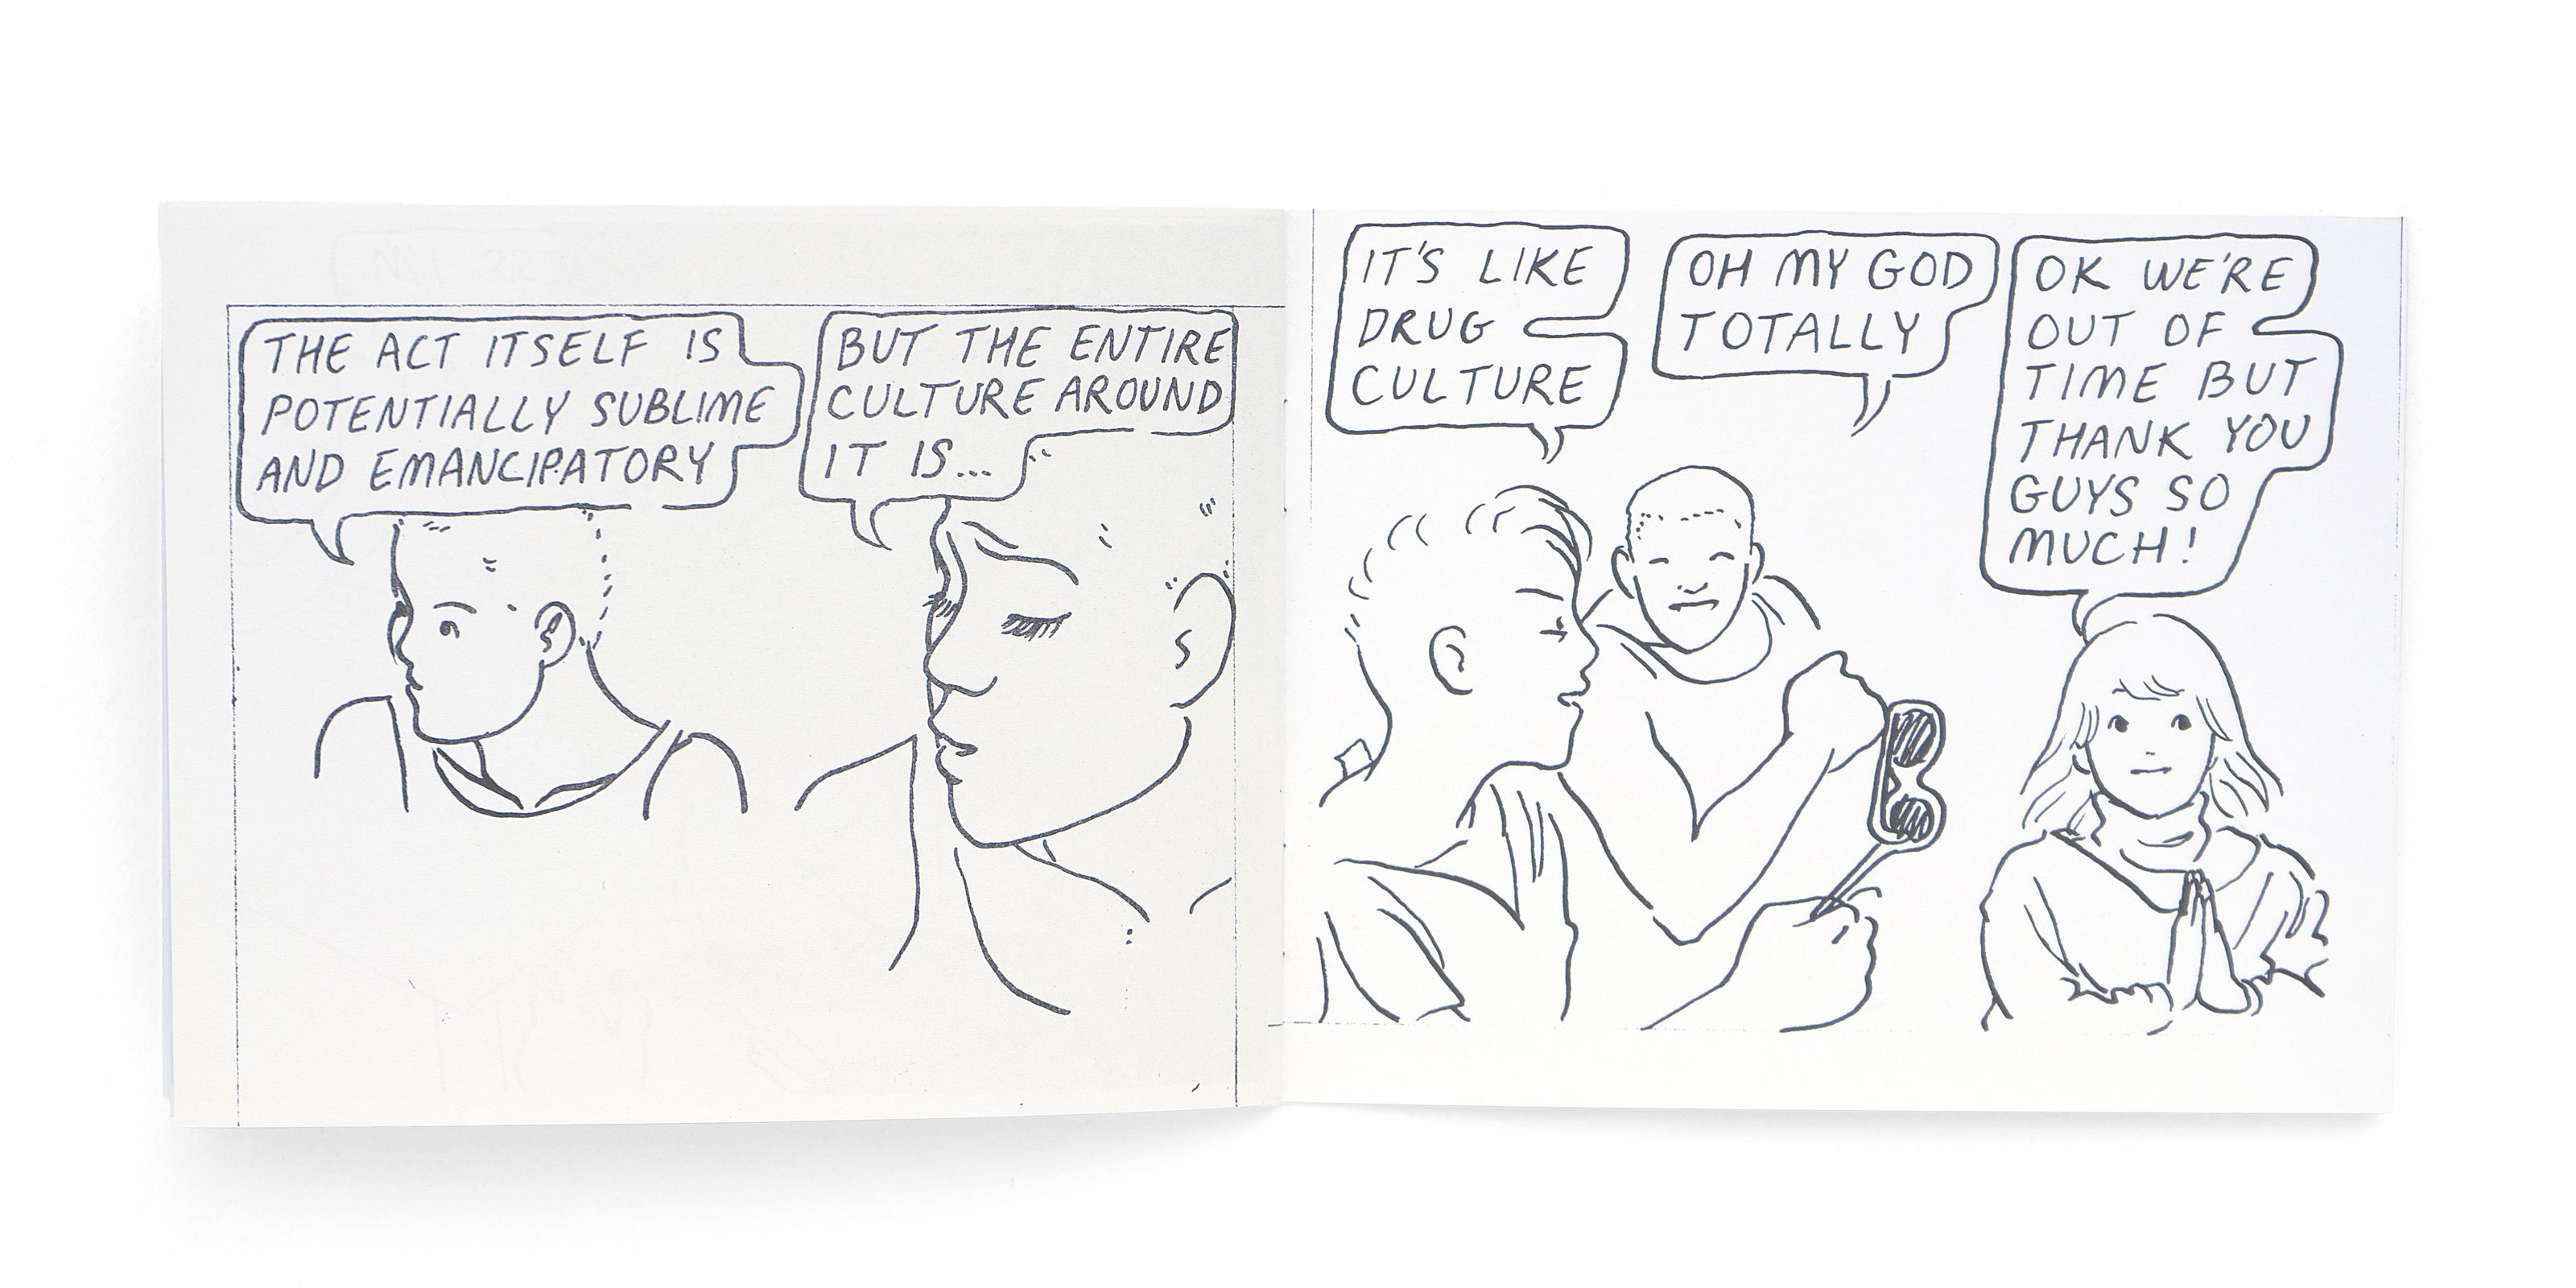 THE ACT ITSELF IS
POTENTIALLY SUBLIME
AND EMANCIPATORY
BUT THE ENTIRE
CULTURE AROUND
IT IS...
IT'S LIKE
DRUG
CULTURE
OH MY GOD
TOTALLY
OK WE'RE
OUT OF
TIME BUT
THANK YOU
GUYS SO
MUCH!